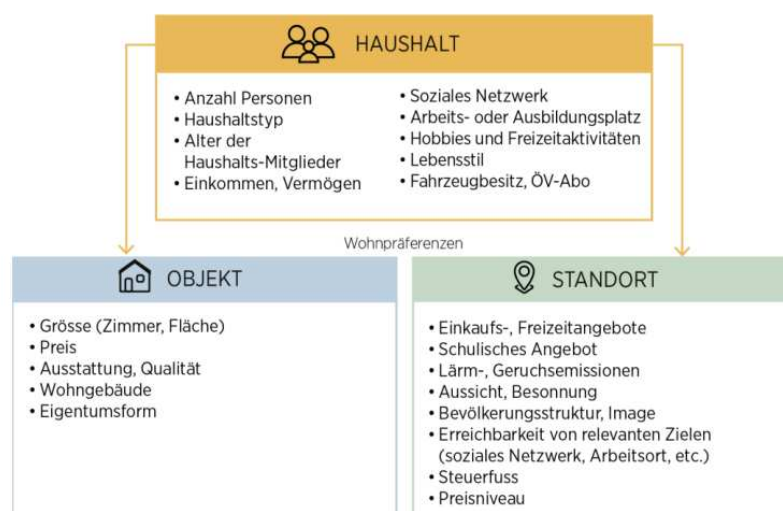 HAUSHALT
• Anzahl Personen
• Haushaltstyp
• Alter der
Haushalts-Mitglieder
• Einkommen, Vermögen
• Soziales Netzwerk
• Arbeits- oder Ausbildungsplatz
• Hobbies und Freizeitaktivitäten
• Lebensstil
• Fahrzeugbesitz, ÖV-Abo
Wohnpräferenzen
OBJEKT
• Grösse (Zimmer, Fläche)
• Preis
• Ausstattung, Qualität
• Wohngebäude
• Eigentumsform
STANDORT
• Einkaufs-, Freizeitangebote
• Schulisches Angebot
• Lärm-, Geruchsemissionen
• Aussicht, Besonnung
• Bevölkerungsstruktur, Image
• Erreichbarkeit von relevanten Zielen
(soziales Netzwerk, Arbeitsort, etc.)
• Steuerfuss
• Preisniveau